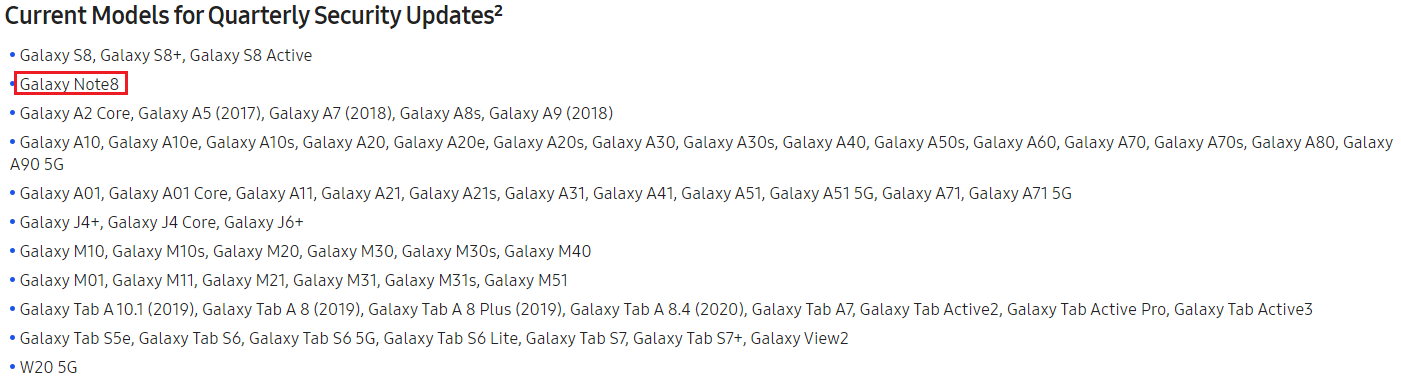 Current Models for Quarterly Security Updates²
• Galaxy S8, Galaxy S8+, Galaxy S8 Active
• Galaxy Note8
• Galaxy A2 Core, Galaxy A5 (2017), Galaxy A7 (2018), Galaxy A8s, Galaxy A9 (2018)
• Galaxy A10, Galaxy A10e, Galaxy A10s, Galaxy A20, Galaxy A20e, Galaxy A20s, Galaxy A30, Galaxy A30s, Galaxy A40, Galaxy A50s, Galaxy A60, Galaxy A70, Galaxy A70s, Galaxy A80, Galaxy
A90 5G
• Galaxy A01, Galaxy A01 Core, Galaxy A11, Galaxy A21, Galaxy A21s, Galaxy A31, Galaxy A41, Galaxy A51, Galaxy A51 5G, Galaxy A71, Galaxy A71 5G
• Galaxy J4+, Galaxy J4 Core, Galaxy J6+
• Galaxy M10, Galaxy M10s, Galaxy M20, Galaxy M30, Galaxy M30s, Galaxy M40
• Galaxy M01, Galaxy M11, Galaxy M21, Galaxy M31, Galaxy M31s, Galaxy M51
• Galaxy Tab A 10.1 (2019), Galaxy Tab A 8 (2019), Galaxy Tab A 8 Plus (2019), Galaxy Tab A 8.4 (2020), Galaxy Tab A7, Galaxy Tab Active2, Galaxy Tab Active Pro, Galaxy Tab Active3
• Galaxy Tab S5e, Galaxy Tab S6, Galaxy Tab S6 5G, Galaxy Tab S6 Lite, Galaxy Tab S7, Galaxy Tab S7+, Galaxy View2
• W20 5G